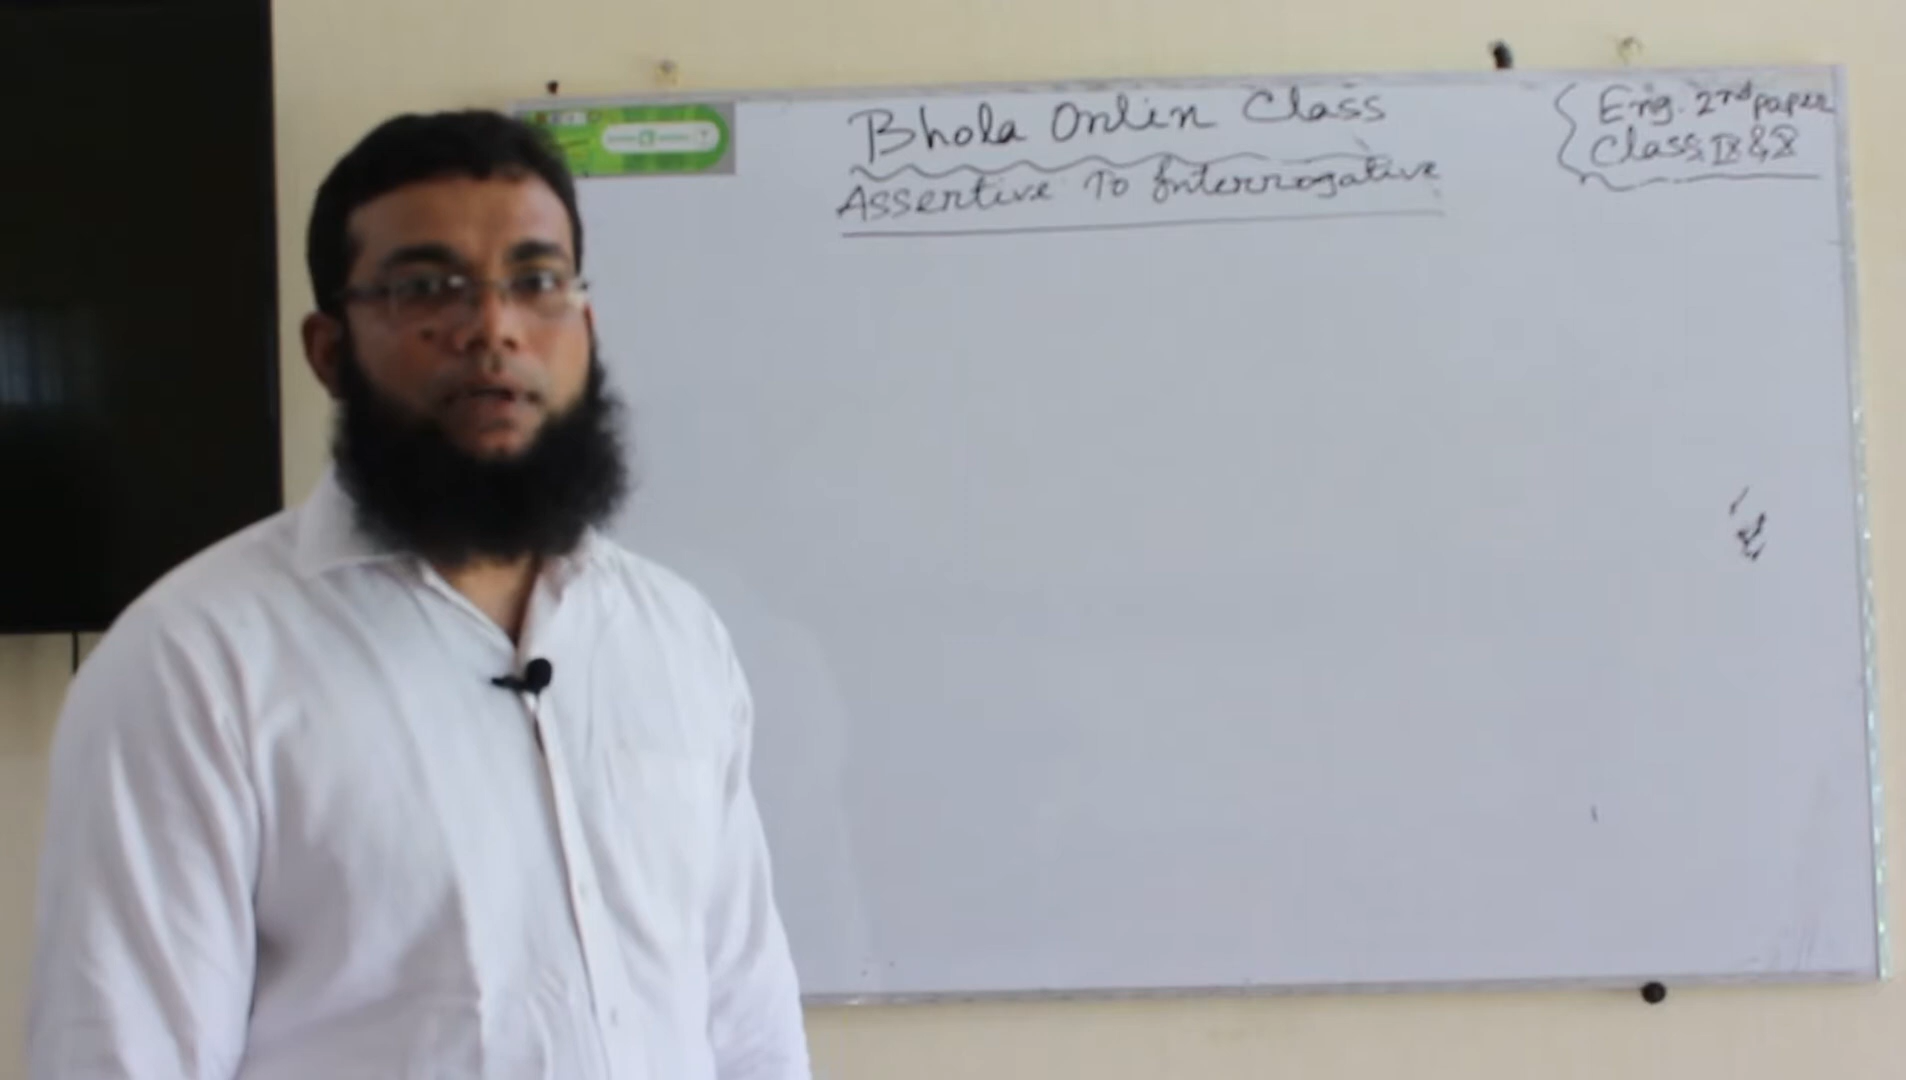 Bhola Onlin Class
Assertive To Interrogative
Eng. 2nd paper
Class IX & X